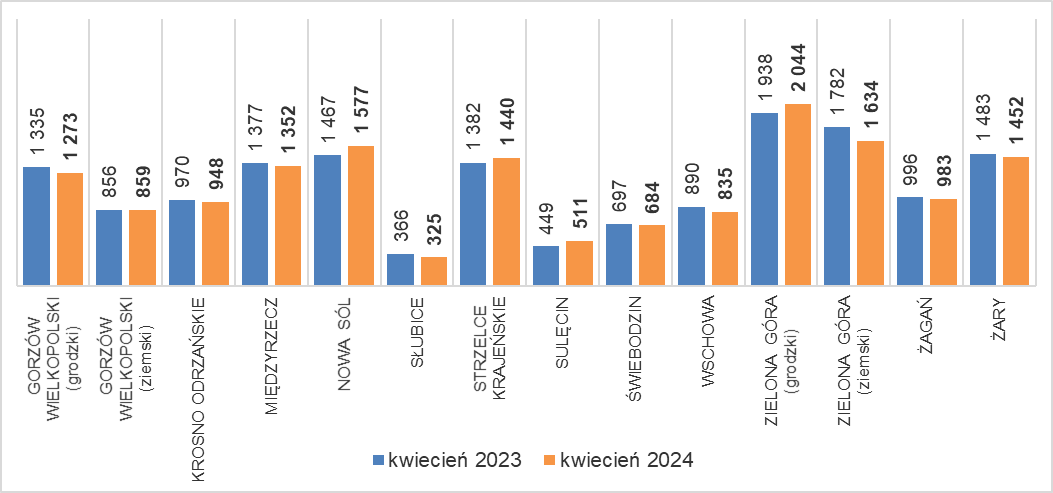 1 335
1 273
856
859
970
948
1 377
1 352
1 467
1 577
366
325
1 382
1 440
449
511
697
684
890
835
1 938
2 044
1 782
1 634
996
983
1 483
1 452
GORZÓW
WIELKOPOLSKI
(grodzki)
GORZÓW
WIELKOPOLSKI
(ziemski)
KROSNO ODRZAŃSKIE
MIĘDZYRZECZ
NOWA SÓL
SŁUBICE
STRZELCE
KRAJEŃSKIE
SULĘCIN
ŚWIEBODZIN
WSCHOWA
ZIELONA GÓRA
(grodzki)
ZIELONA GÓRA
(ziemski)
ŻAGAŃ
ŻARY
kwiecień 2023
kwiecień 2024